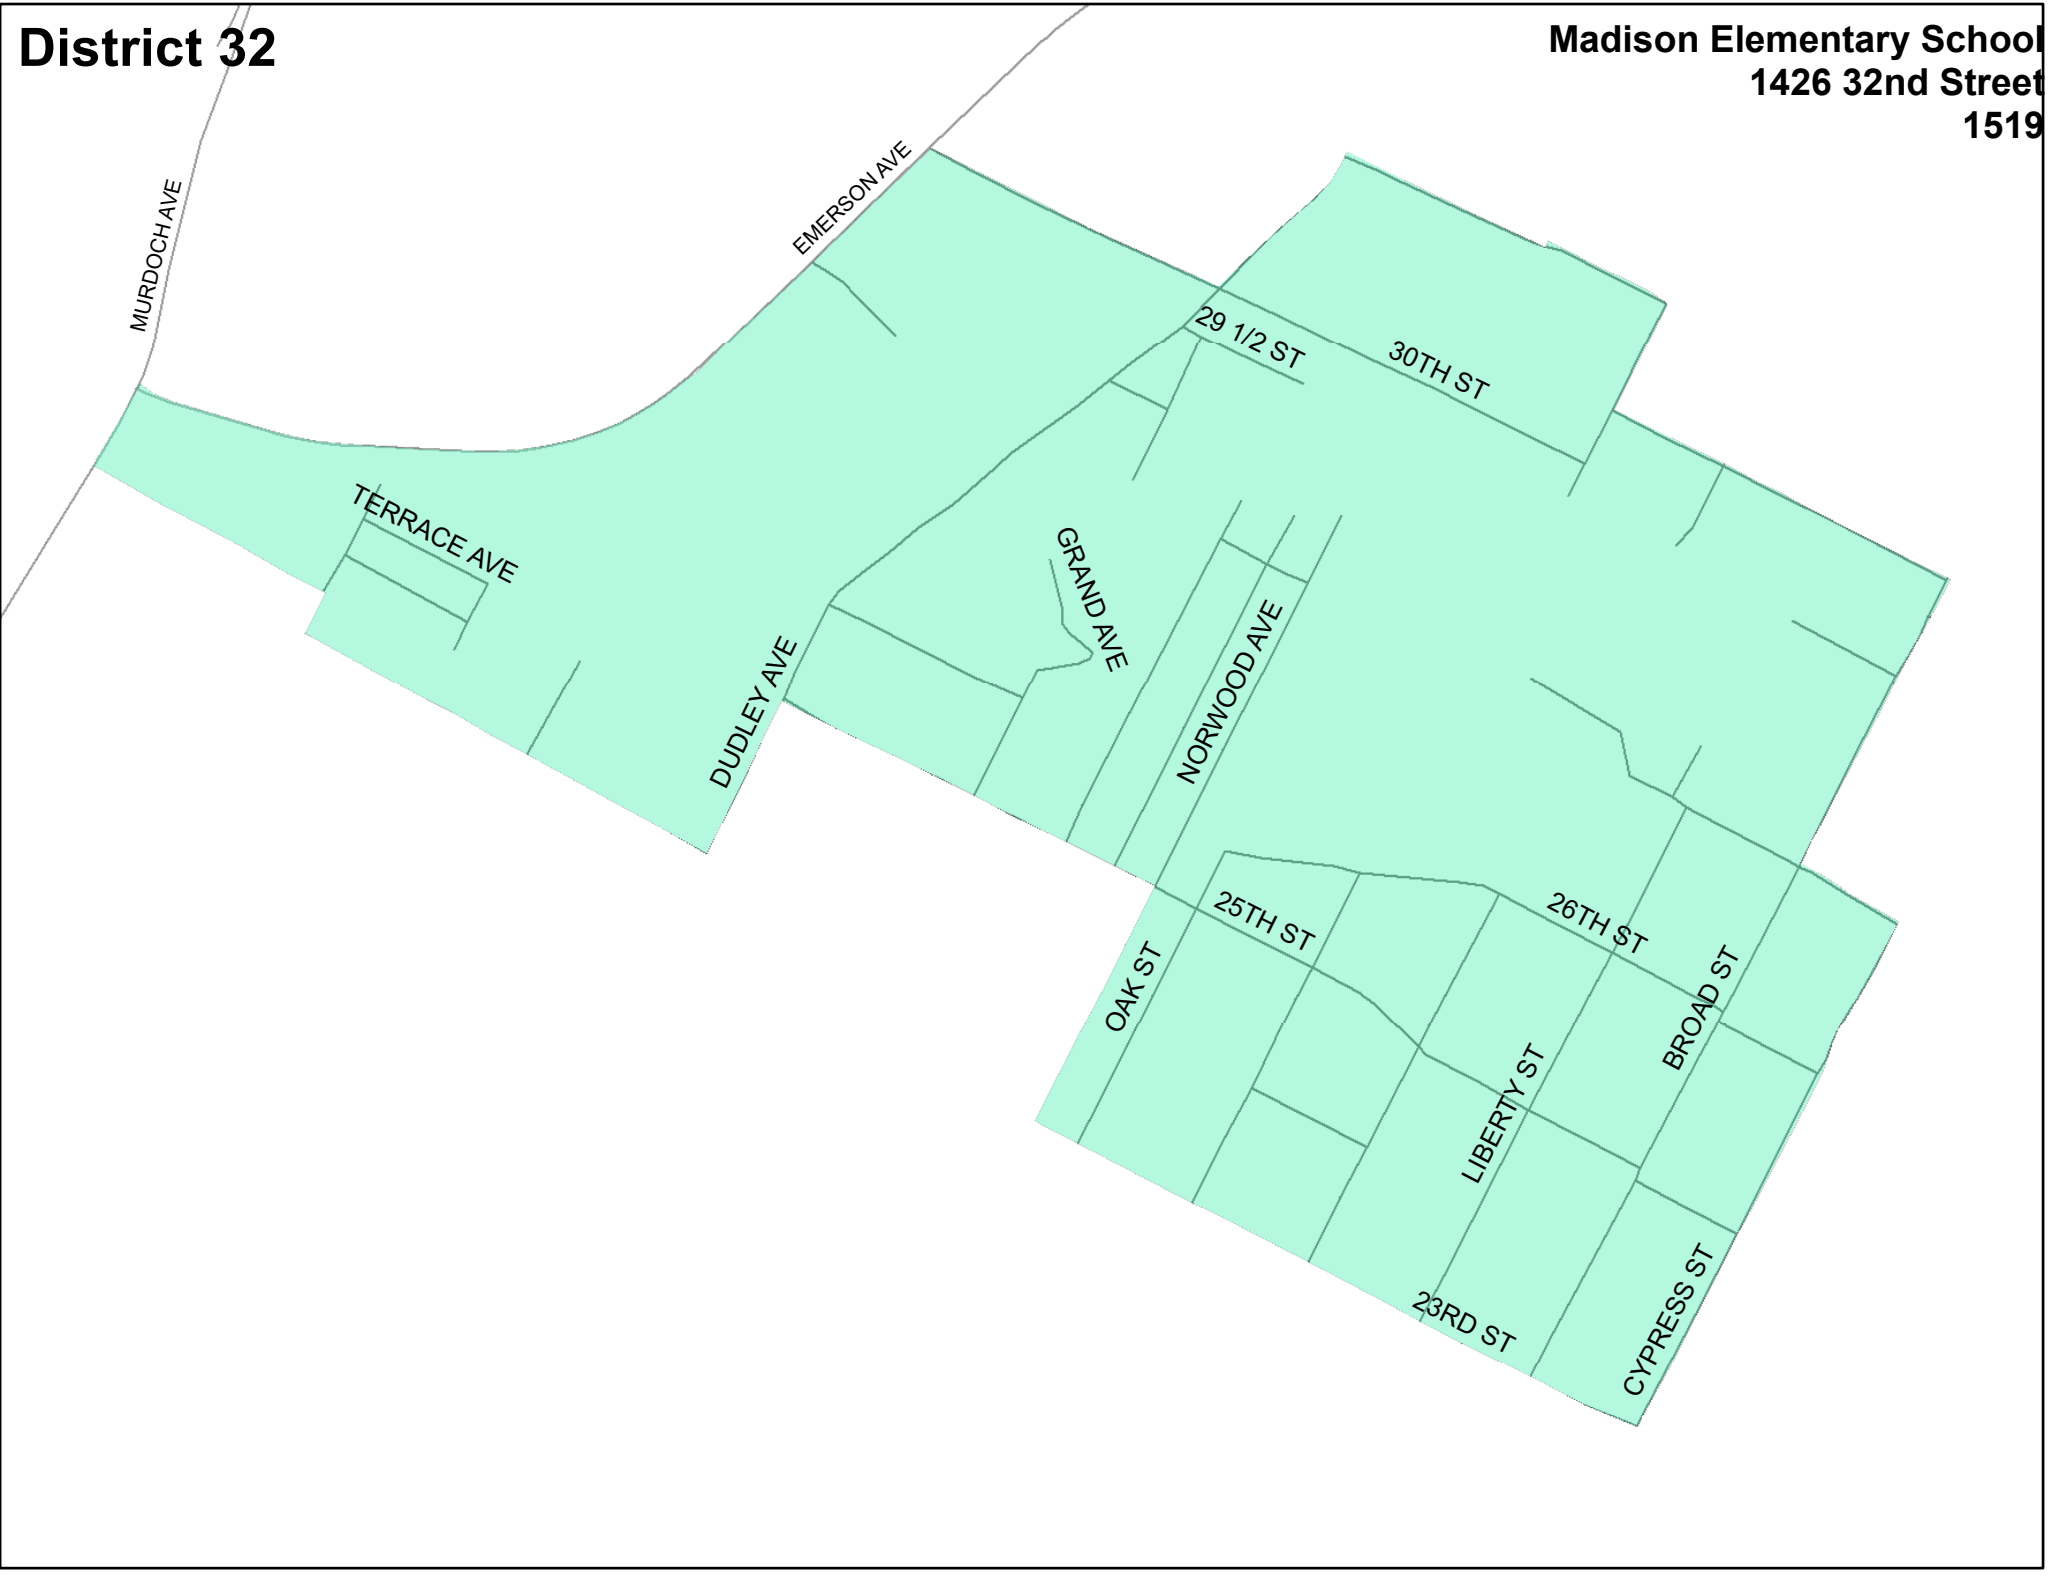 District 32
Madison Elementary School
1426 32nd Street
1519
MURDOCH AVE
EMERSON AVE
29 1/2 ST
30TH ST
TERRACE AVE
GRAND AVE
NORWOOD AVE
DUDLEY AVE
25TH ST
26TH ST
OAK ST
BROAD ST
LIBERTY ST
23RD ST
CYPRESS ST